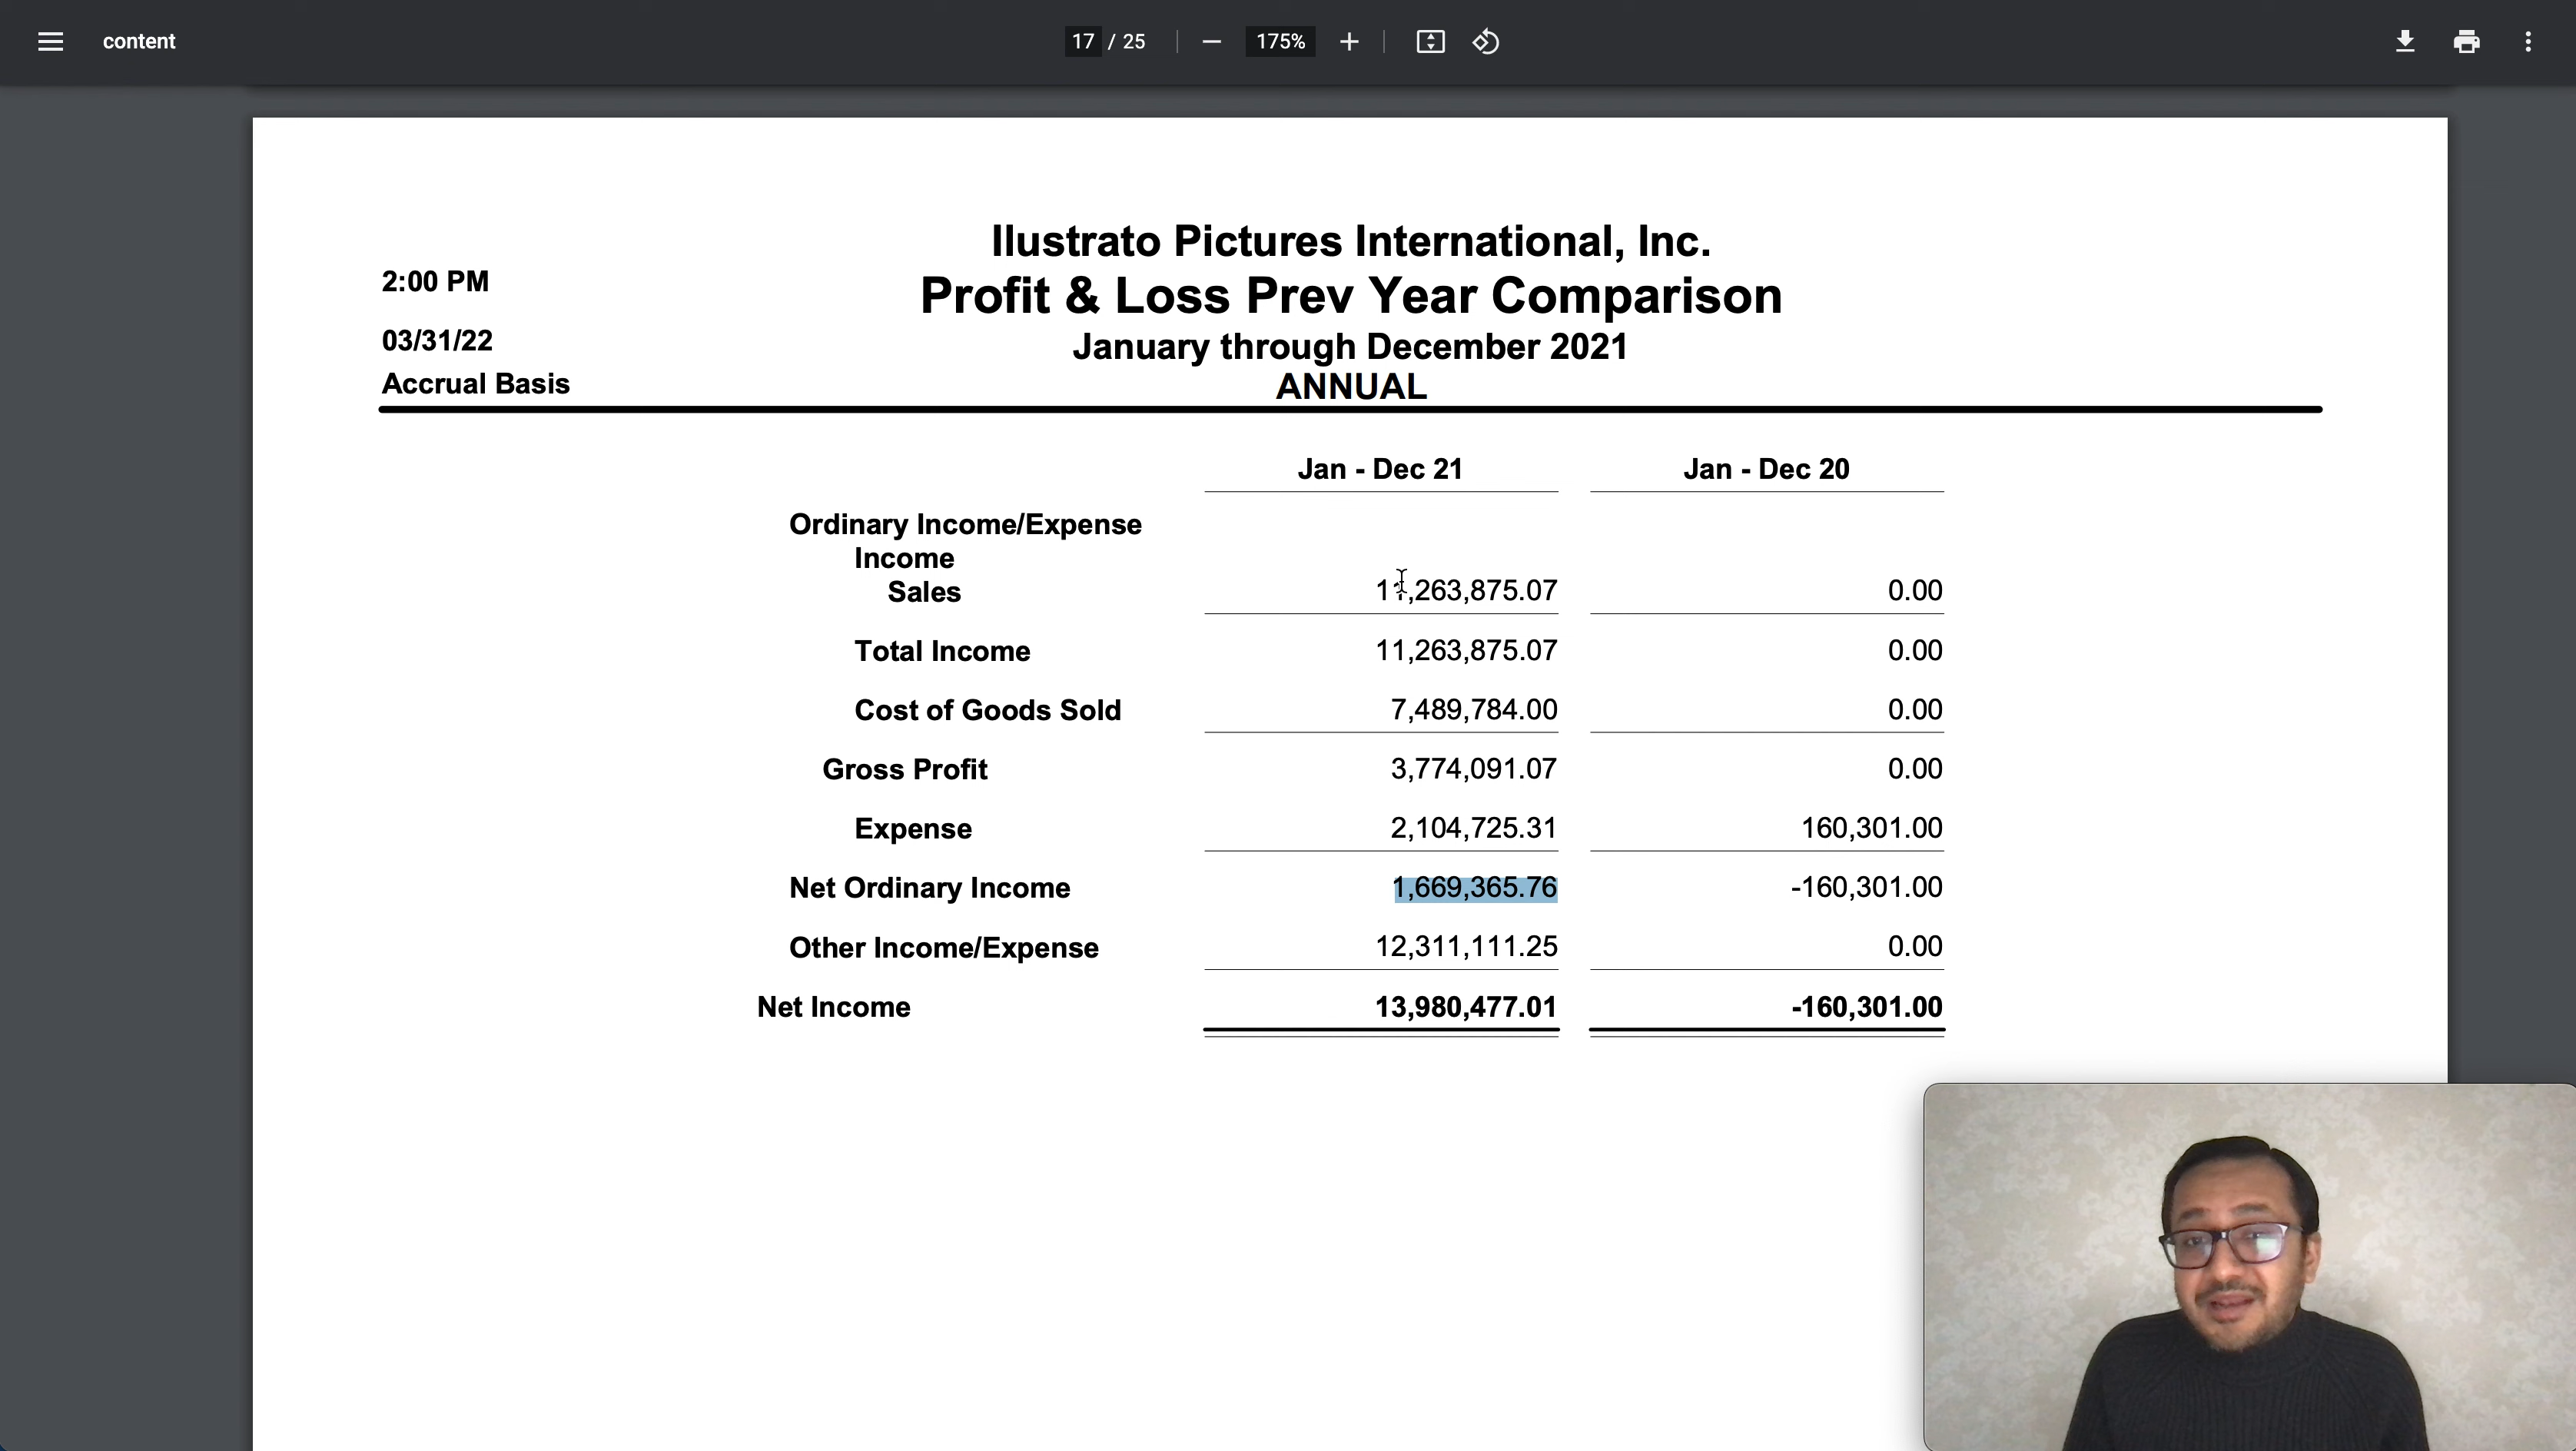 content
17 / 25
175%
Ilustrato Pictures International, Inc.
2:00 PM
Profit & Loss Prev Year Comparison
03/31/22
January through December 2021
Accrual Basis
ANNUAL
Jan - Dec 21 Jan - Dec 20
Ordinary Income/Expense
Income
Sales 11,263,875.07 0.00
Total Income 11,263,875.07 0.00
Cost of Goods Sold 7,489,784.00 0.00
Gross Profit 3,774,091.07 0.00
Expense 2,104,725.31 160,301.00
Net Ordinary Income 1,669,365.76 -160,301.00
Other Income/Expense 12,311,111.25 0.00
Net Income 13,980,477.01 -160,301.00